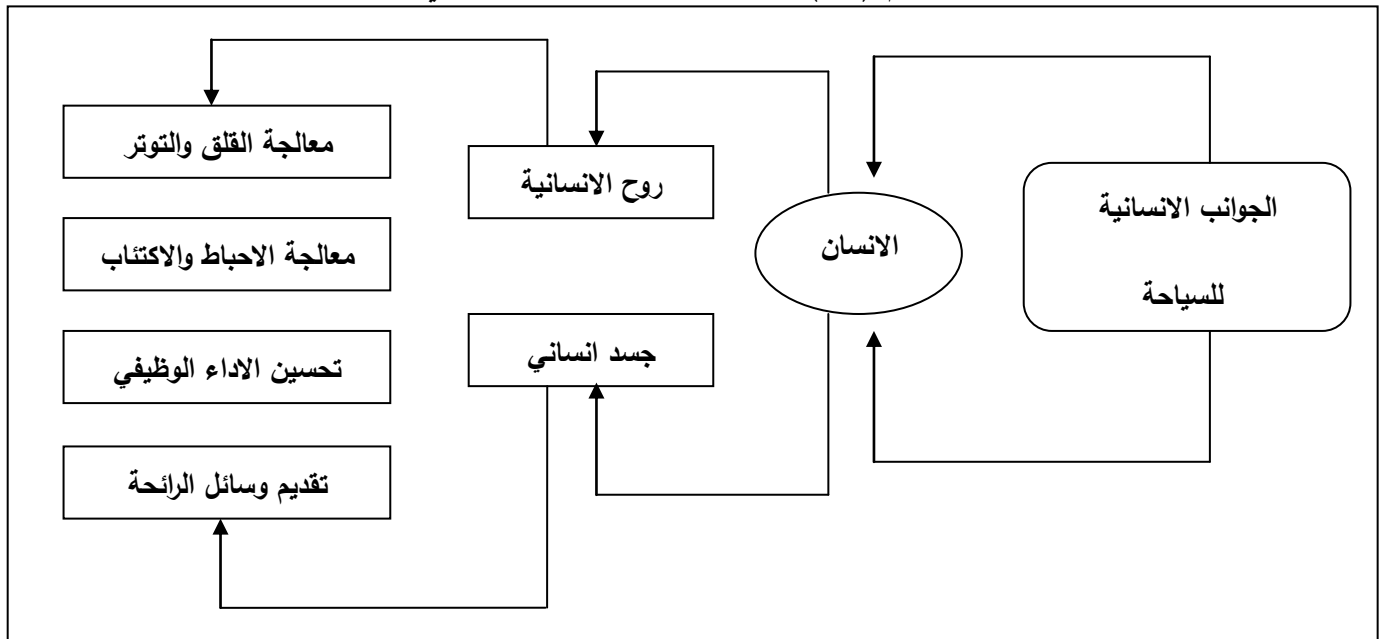 الجوانب الانسانية
للسياحة
الانسان
روح الانسانية
جسد انساني
معالجة القلق والتوتر
معالجة الاحباط والاكتئاب
تحسين الاداء الوظيفي
تقديم وسائل الرائحة